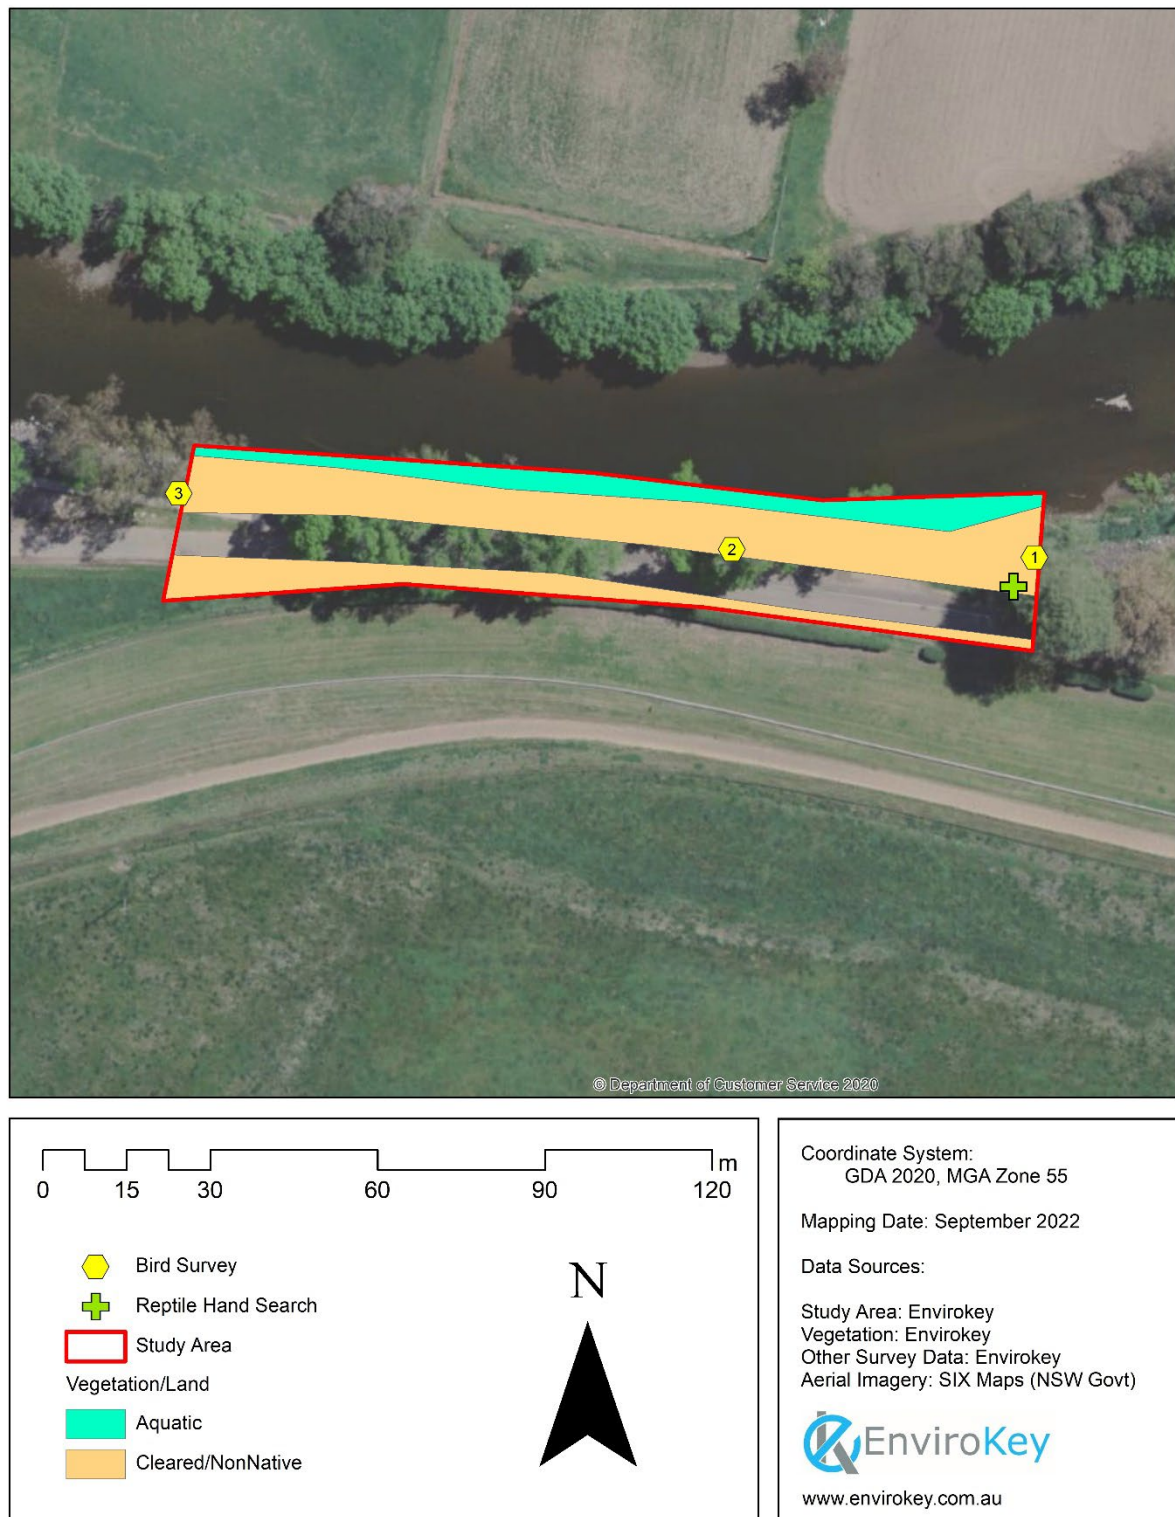 3
2
1
© Department of Customer Service 2020
0 15 30 60 90 120 m
Bird Survey
Reptile Hand Search
Study Area
Vegetation/Land
Aquatic
Cleared/NonNative
N
Coordinate System:
GDA 2020, MGA Zone 55
Mapping Date: September 2022
Data Sources:
Study Area: Envirokey
Vegetation: Envirokey
Other Survey Data: Envirokey
Aerial Imagery: SIX Maps (NSW Govt)
EnviroKey
www.envirokey.com.au